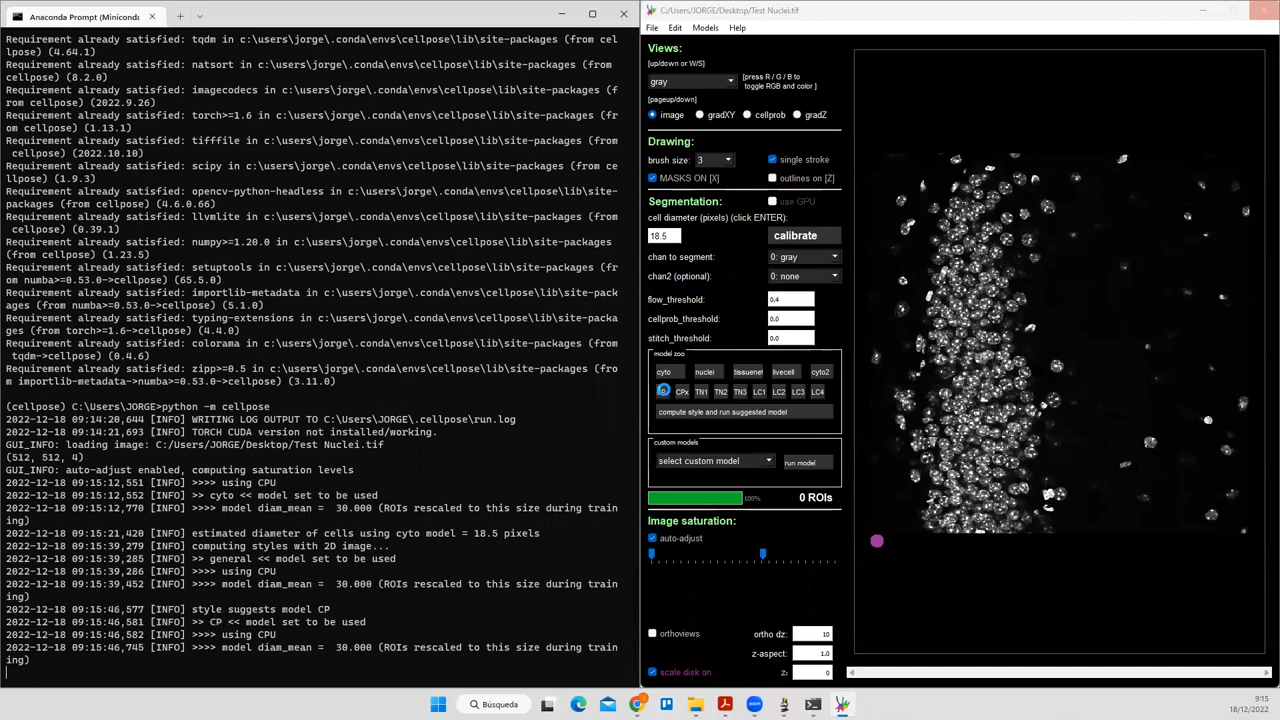 Anaconda Prompt (Miniconda
Requirement already satisfied: tqdm in c:\users\jorge\.conda\envs\cellpose\lib\site-packages (from cel
lpose) (4.64.1)
Requirement already satisfied: natsort in c:\users\jorge\.conda\envs\cellpose\lib\site-packages (from
cellpose) (8.2.0)
Requirement already satisfied: imagecodecs in c:\users\jorge\.conda\envs\cellpose\lib\site-packages (f
rom cellpose) (2022.9.26)
Requirement already satisfied: torch>=1.6 in c:\users\jorge\.conda\envs\cellpose\lib\site-packages (fr
om cellpose) (1.13.1)
Requirement already satisfied: tifffile in c:\users\jorge\.conda\envs\cellpose\lib\site-packages (from
 cellpose) (2022.10.10)
Requirement already satisfied: scipy in c:\users\jorge\.conda\envs\cellpose\lib\site-packages (from ce
llpose) (1.9.3)
Requirement already satisfied: opencv-python-headless in c:\users\jorge\.conda\envs\cellpose\lib\site-
packages (from cellpose) (4.6.0.66)
Requirement already satisfied: llvmlite in c:\users\jorge\.conda\envs\cellpose\lib\site-packages (from
cellpose) (0.39.1)
Requirement already satisfied: numpy>=1.20.0 in c:\users\jorge\.conda\envs\cellpose\lib\site-packages
(from cellpose) (1.23.5)
Requirement already satisfied: setuptools in c:\users\jorge\.conda\envs\cellpose\lib\site-packages (fr
om numba>=0.53.0->cellpose) (65.5.0)
Requirement already satisfied: importlib-metadata in c:\users\jorge\.conda\envs\cellpose\lib\site-pack
ages (from numba>=0.53.0->cellpose) (5.1.0)
Requirement already satisfied: typing-extensions in c:\users\jorge\.conda\envs\cellpose\lib\site-packa
ges (from torch>=1.6->cellpose) (4.4.0)
Requirement already satisfied: colorama in c:\users\jorge\.conda\envs\cellpose\lib\site-packages (from
 tqdm->cellpose) (0.4.6)
Requirement already satisfied: zipp>=0.5 in c:\users\jorge\.conda\envs\cellpose\lib\site-packages (fro
m importlib-metadata->numba>=0.53.0->cellpose) (3.11.0)
(cellpose) C:\Users\JORGE>python -m cellpose
2022-12-18 09:14:20,644 [INFO] WRITING LOG OUTPUT TO C:\Users\JORGE\.cellpose\run.log
2022-12-18 09:14:21,693 [INFO] TORCH CUDA version not installed/working.
GUI_INFO: loading image: C:/Users/JORGE/Desktop/Test Nuclei.tif
(512, 512, 4)
GUI_INFO: auto-adjust enabled, computing saturation levels
2022-12-18 09:15:12,551 [INFO] >>>> using CPU
2022-12-18 09:15:12,552 [INFO] >> cyto << model set to be used
2022-12-18 09:15:12,770 [INFO] >>>> model diam_mean =  30.000 (ROIs rescaled to this size during train
ing)
2022-12-18 09:15:21,420 [INFO] estimated diameter of cells using cyto model = 18.5 pixels
2022-12-18 09:15:39,279 [INFO] computing styles with 2D image...
2022-12-18 09:15:39,285 [INFO] >> general << model set to be used
2022-12-18 09:15:39,286 [INFO] >>>> using CPU
2022-12-18 09:15:39,452 [INFO] >>>> model diam_mean =  30.000 (ROIs rescaled to this size during train
ing)
2022-12-18 09:15:46,577 [INFO] style suggests model CP
2022-12-18 09:15:46,581 [INFO] >> CP << model set to be used
2022-12-18 09:15:46,582 [INFO] >>>> using CPU
2022-12-18 09:15:46,745 [INFO] >>>> model diam_mean =  30.000 (ROIs rescaled to this size during train
ing)
C:/Users/JORGE/Desktop/Test Nuclei.tif
File Edit Models Help
Views:
[up/down or W/S]
gray
[press R / G / B to
toggle RGB and color ]
[pageup/down]
image gradXY cellprob gradZ
Drawing:
brush size: 3 single stroke
MASKS ON [X] outlines on [Z]
Segmentation: use GPU
cell diameter (pixels) (click ENTER):
18.5 calibrate
chan to segment: 0: gray
chan2 (optional): 0: none
flow_threshold: 0.4
cellprob_threshold: 0.0
stitch_threshold: 0.0
model zoo
cyto nuclei tissuenet livecell cyto2
CPx TN1 TN2 TN3 LC1 LC2 LC3 LC4
compute style and run suggested model
custom models
select custom model run model
100% 0 ROIs
Image saturation:
auto-adjust
orthoviews ortho dz: 10
z-aspect: 1.0
scale disk on z: 0
Búsqueda
9:15
18/12/2022